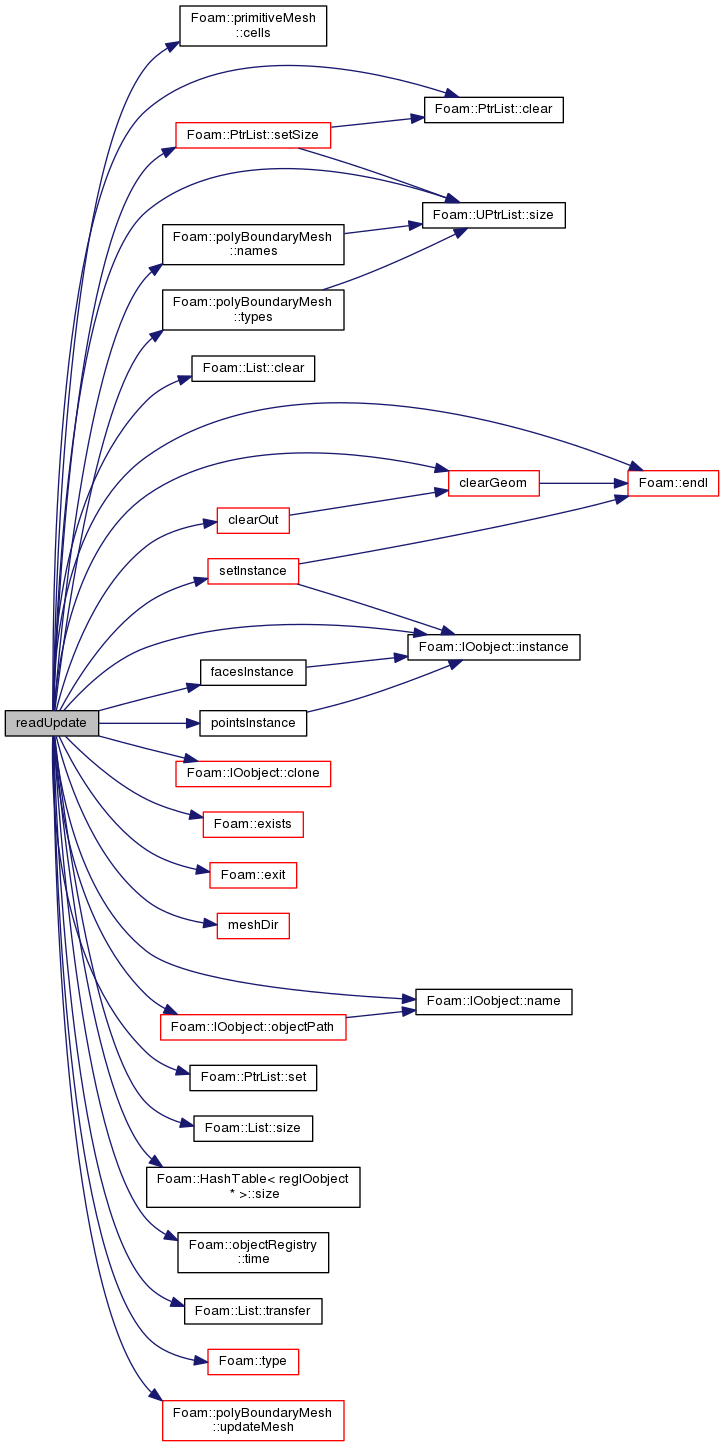 Foam::primitiveMesh
::cells
Foam::PtrList::clear
Foam::PtrList::setSize
Foam::UPtrList::size
Foam::polyBoundaryMesh
::names
Foam::polyBoundaryMesh
::types
Foam::List::clear
clearGeom
Foam::endl
clearOut
setInstance
Foam::IOobject::instance
facesInstance
readUpdate
pointsInstance
Foam::IOobject::clone
Foam::exists
Foam::exit
meshDir
Foam::IOobject::name
Foam::IOobject::objectPath
Foam::PtrList::set
Foam::List::size
Foam::HashTable< regIOobject
* >::size
Foam::objectRegistry
::time
Foam::List::transfer
Foam::type
Foam::polyBoundaryMesh
::updateMesh